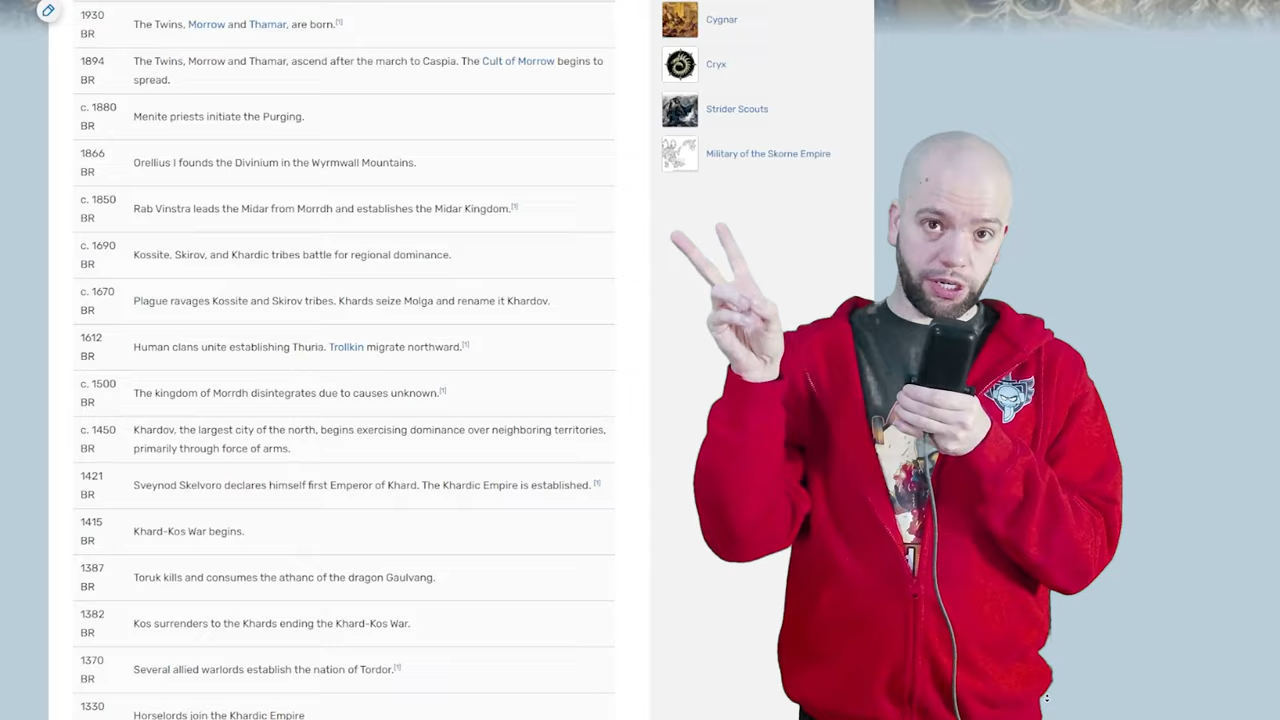 1930
BR
The Twins, Morrow and Thamar, are born.[1]
1894
BR
The Twins, Morrow and Thamar, ascend after the march to Caspia. The Cult of Morrow begins to
spread.
c. 1880
BR
Menite priests initiate the Purging.
1866
BR
Orellius I founds the Divinium in the Wyrmwall Mountains.
c. 1850
BR
Rab Vinstra leads the Midar from Morrdh and establishes the Midar Kingdom.[1]
c. 1690
BR
Kossite, Skirov, and Khardic tribes battle for regional dominance.
c. 1670
BR
Plague ravages Kossite and Skirov tribes. Khards seize Molga and rename it Khardov.
1612
BR
Human clans unite establishing Thuria. Trollkin migrate northward.[1]
c. 1500
BR
The kingdom of Morrdh disintegrates due to causes unknown.[1]
c. 1450
BR
Khardov, the largest city of the north, begins exercising dominance over neighboring territories,
primarily through force of arms.
1421
BR
Sveynod Skelvoro declares himself first Emperor of Khard. The Khardic Empire is established. [1]
1415
BR
Khard-Kos War begins.
1387
BR
Toruk kills and consumes the athanc of the dragon Gaulvang.
1382
BR
Kos surrenders to the Khards ending the Khard-Kos War.
1370
BR
Several allied warlords establish the nation of Tordor.[1]
1330
Horselords join the Khardic Empire
Cygnar
Cryx
Strider Scouts
Military of the Skorne Empire